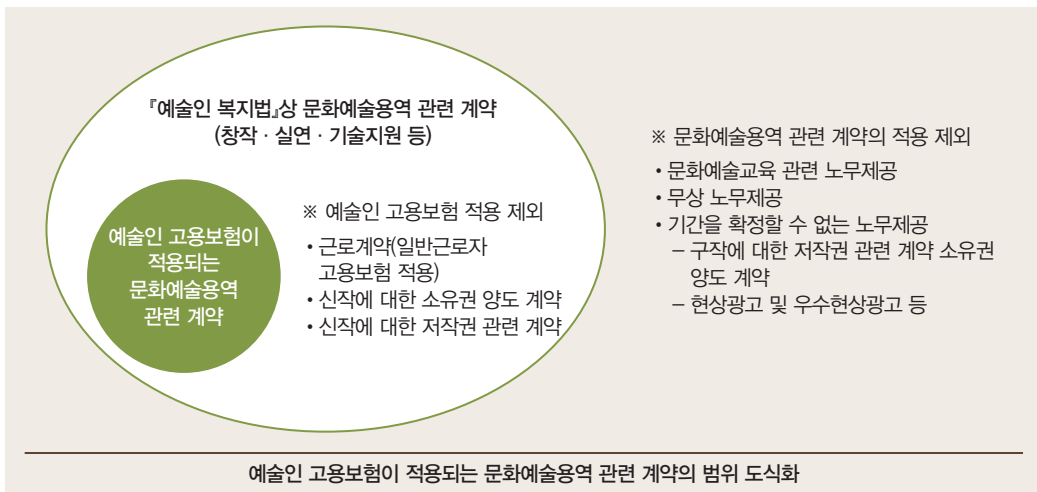 『예술인 복지법』상 문화예술용역 관련 계약
(창작 · 실연 · 기술지원 등)
예술인 고용보험이
적용되는
문화예술용역
관련 계약
※ 예술인 고용보험 적용 제외
• 근로계약(일반근로자
고용보험 적용)
• 신작에 대한 소유권 양도 계약
• 신작에 대한 저작권 관련 계약
※ 문화예술용역 관련 계약의 적용 제외
• 문화예술교육 관련 노무제공
• 무상 노무제공
• 기간을 확정할 수 없는 노무제공
– 구작에 대한 저작권 관련 계약 소유권
양도 계약
– 현상광고 및 우수현상광고 등
예술인 고용보험이 적용되는 문화예술용역 관련 계약의 범위 도식화